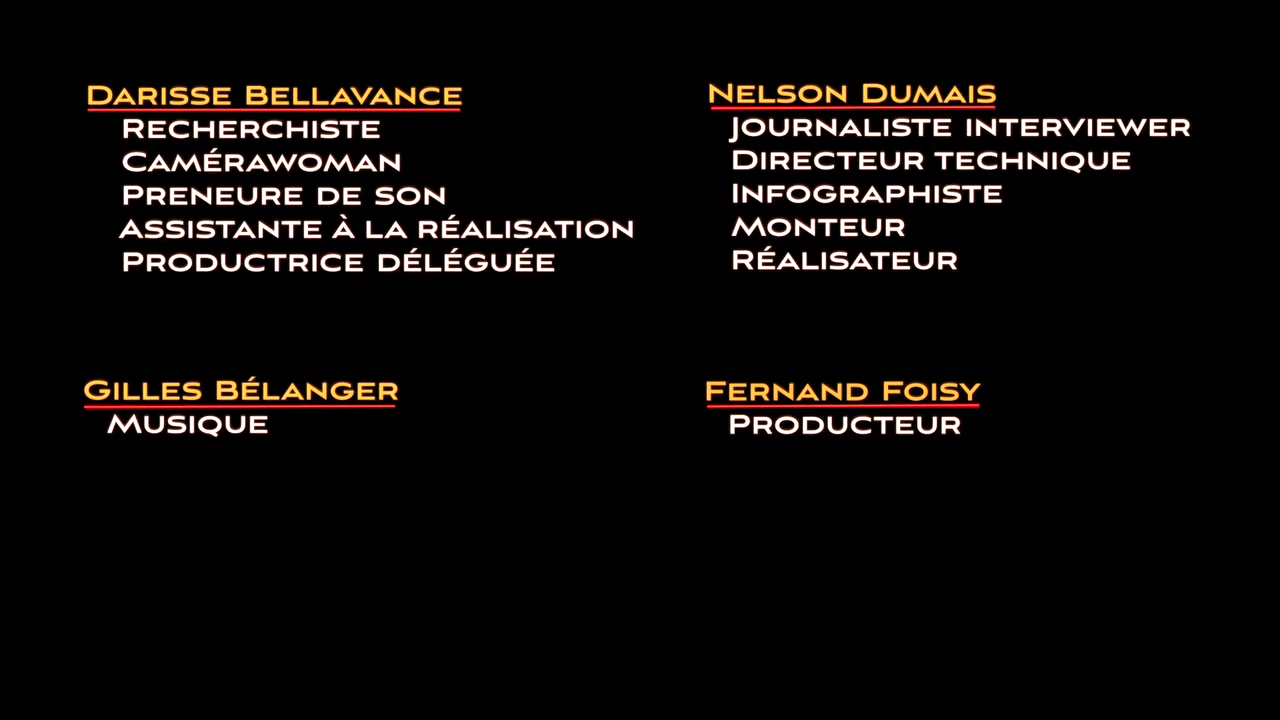 Darisse Bellavance
Recherchiste
Camérawoman
Preneure de son
Assistante à la réalisation
Productrice déléguée
Nelson Dumais
Journaliste interviewer
Directeur technique
Infographiste
Monteur
Réalisateur
Gilles Bélanger
Musique
Fernand Foisy
Producteur